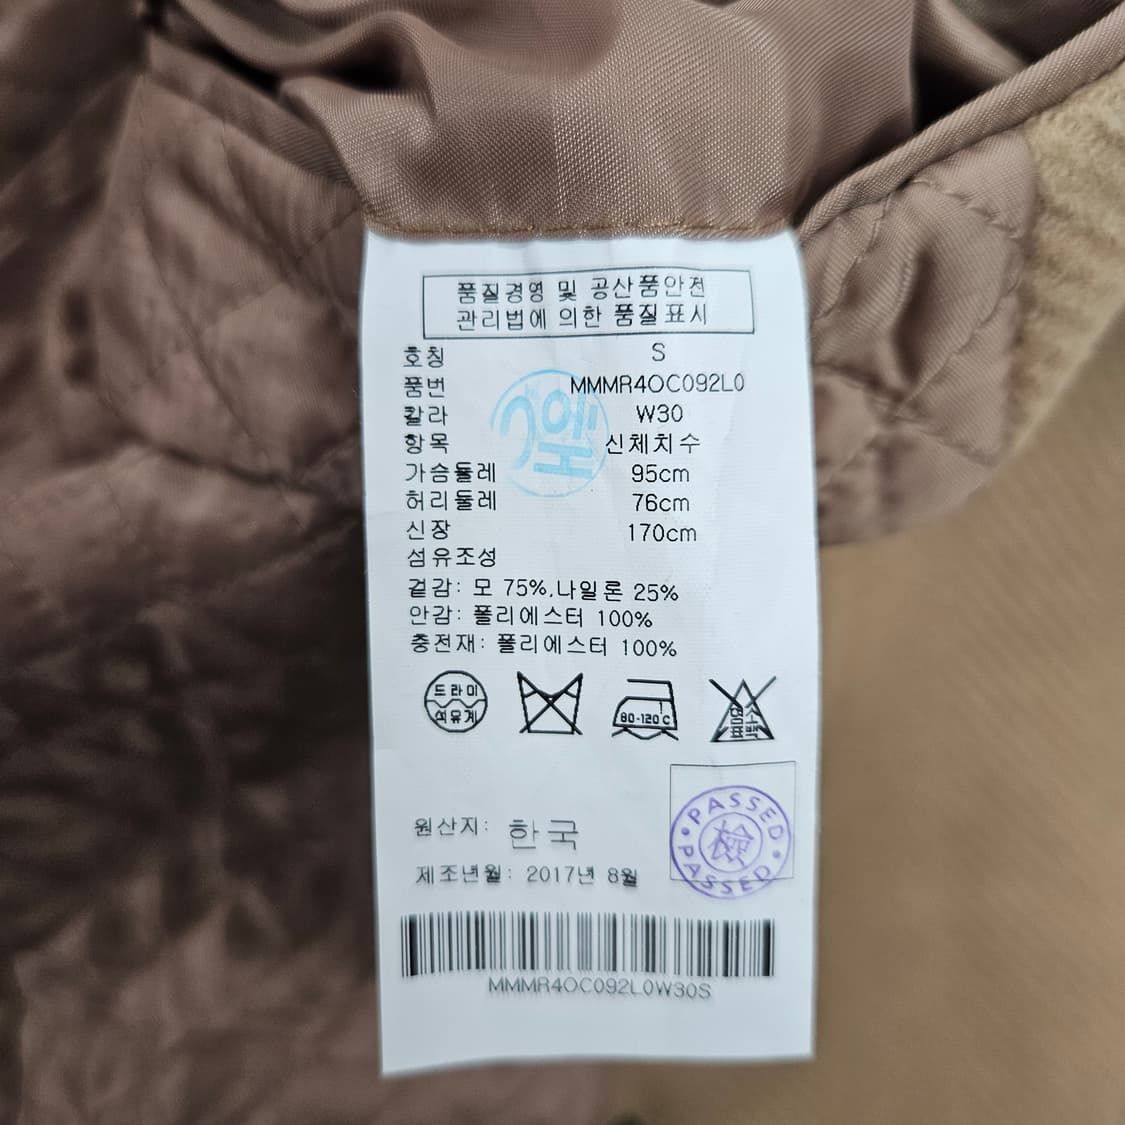 품질경영 및 공산품안전
관리법에 의한 품질표시
호칭 S
품번 MMMR4OC092L0
칼라 W30
항목 신체치수
가슴둘레 95cm
허리둘레 76cm
신장 170cm
섬유조성
겉감: 모 75%,나일론 25%
안감: 폴리에스터 100%
충전재: 폴리에스터 100%
드라이
석유계
80-120℃
염소
표백
원산지: 한국
PASSED
檢
PASSED
제조년월: 2017년 8월
MMMR4OC092L0W30S